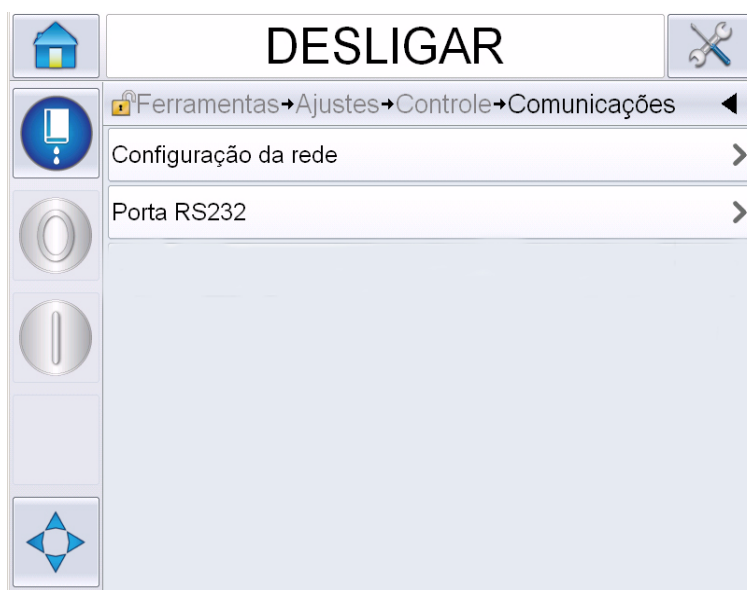 DESLIGAR
Ferramentas→Ajustes→Controle→Comunicações
Configuração da rede
Porta RS232